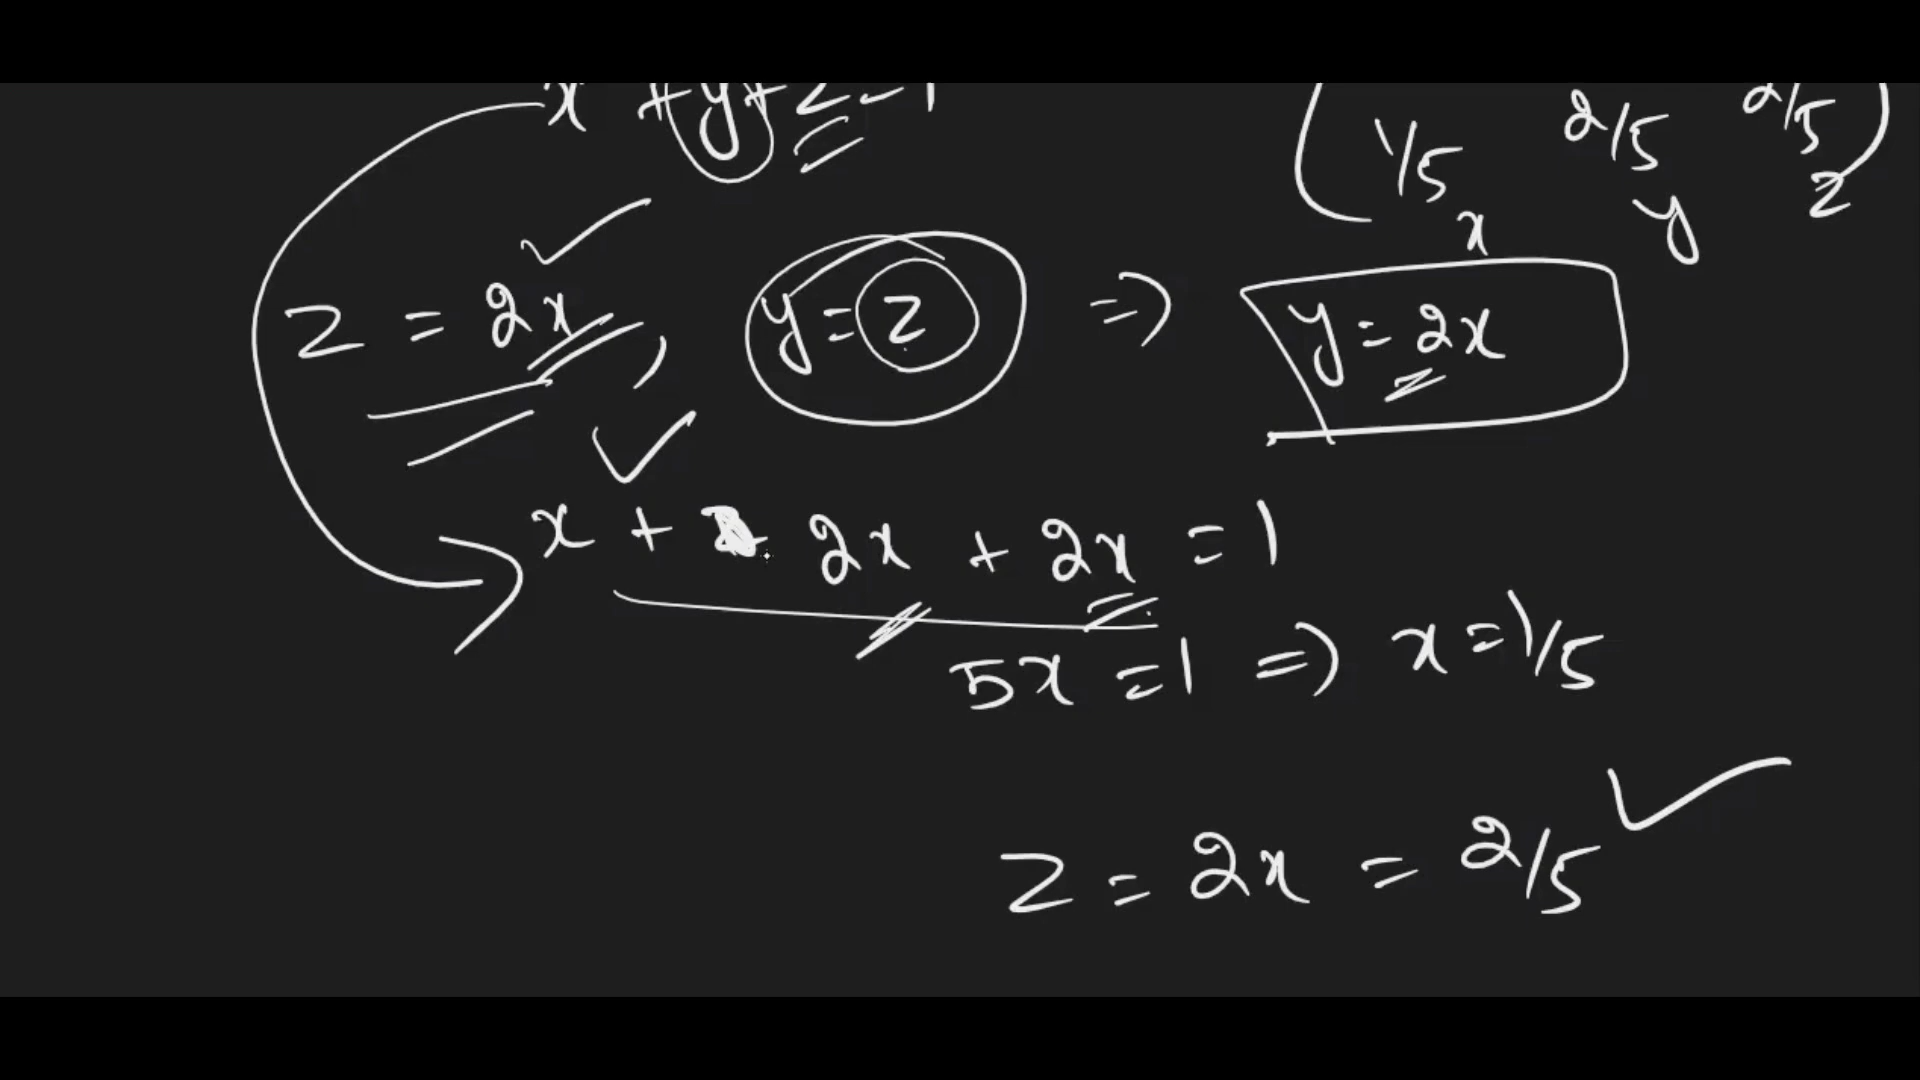 x + y + z = 1
( 1/5 2/5 2/5 )
x y z
z = 2x , y = z => y = 2x
x + 2x + 2x = 1
5x = 1 => x = 1/5
z = 2x = 2/5